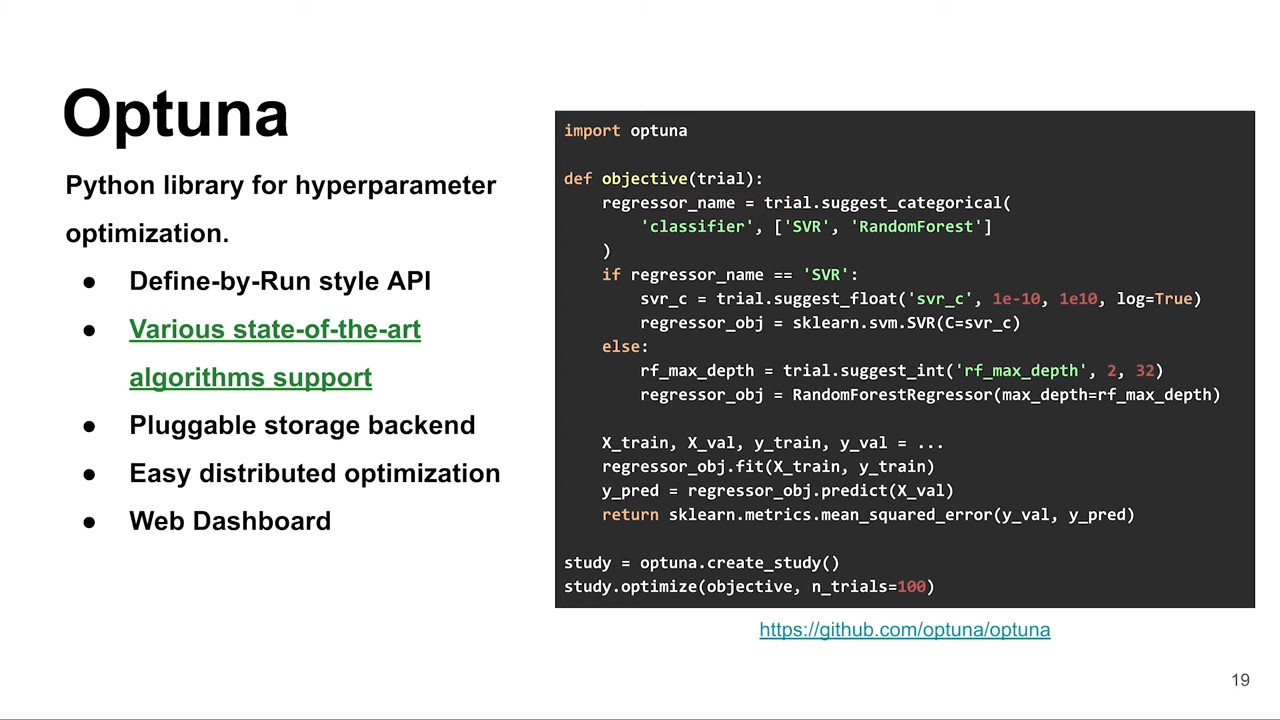 Optuna
Python library for hyperparameter
optimization.
● Define-by-Run style API
● Various state-of-the-art
algorithms support
● Pluggable storage backend
● Easy distributed optimization
● Web Dashboard
import optuna
def objective(trial):
    regressor_name = trial.suggest_categorical(
        'classifier', ['SVR', 'RandomForest']
    )
    if regressor_name == 'SVR':
        svr_c = trial.suggest_float('svr_c', 1e-10, 1e10, log=True)
        regressor_obj = sklearn.svm.SVR(C=svr_c)
    else:
        rf_max_depth = trial.suggest_int('rf_max_depth', 2, 32)
        regressor_obj = RandomForestRegressor(max_depth=rf_max_depth)
    X_train, X_val, y_train, y_val = ...
    regressor_obj.fit(X_train, y_train)
    y_pred = regressor_obj.predict(X_val)
    return sklearn.metrics.mean_squared_error(y_val, y_pred)
study = optuna.create_study()
study.optimize(objective, n_trials=100)
https://github.com/optuna/optuna
19